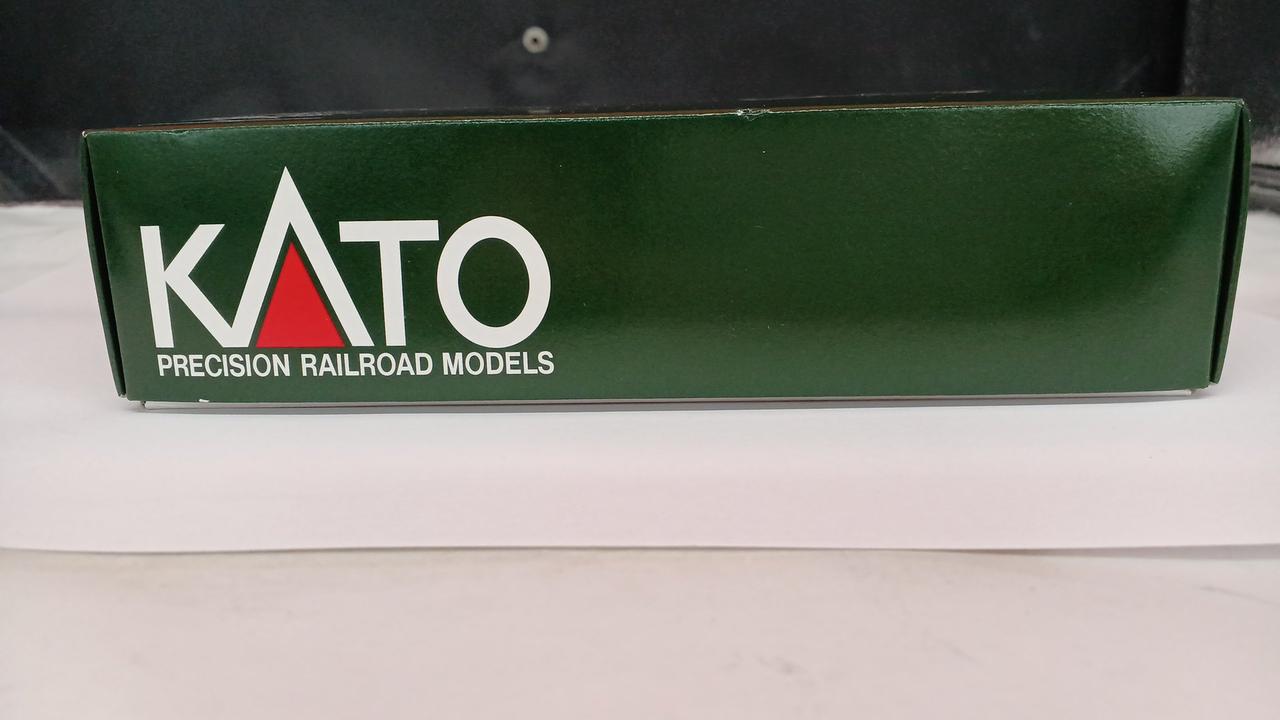 KATO
PRECISION RAILROAD MODELS